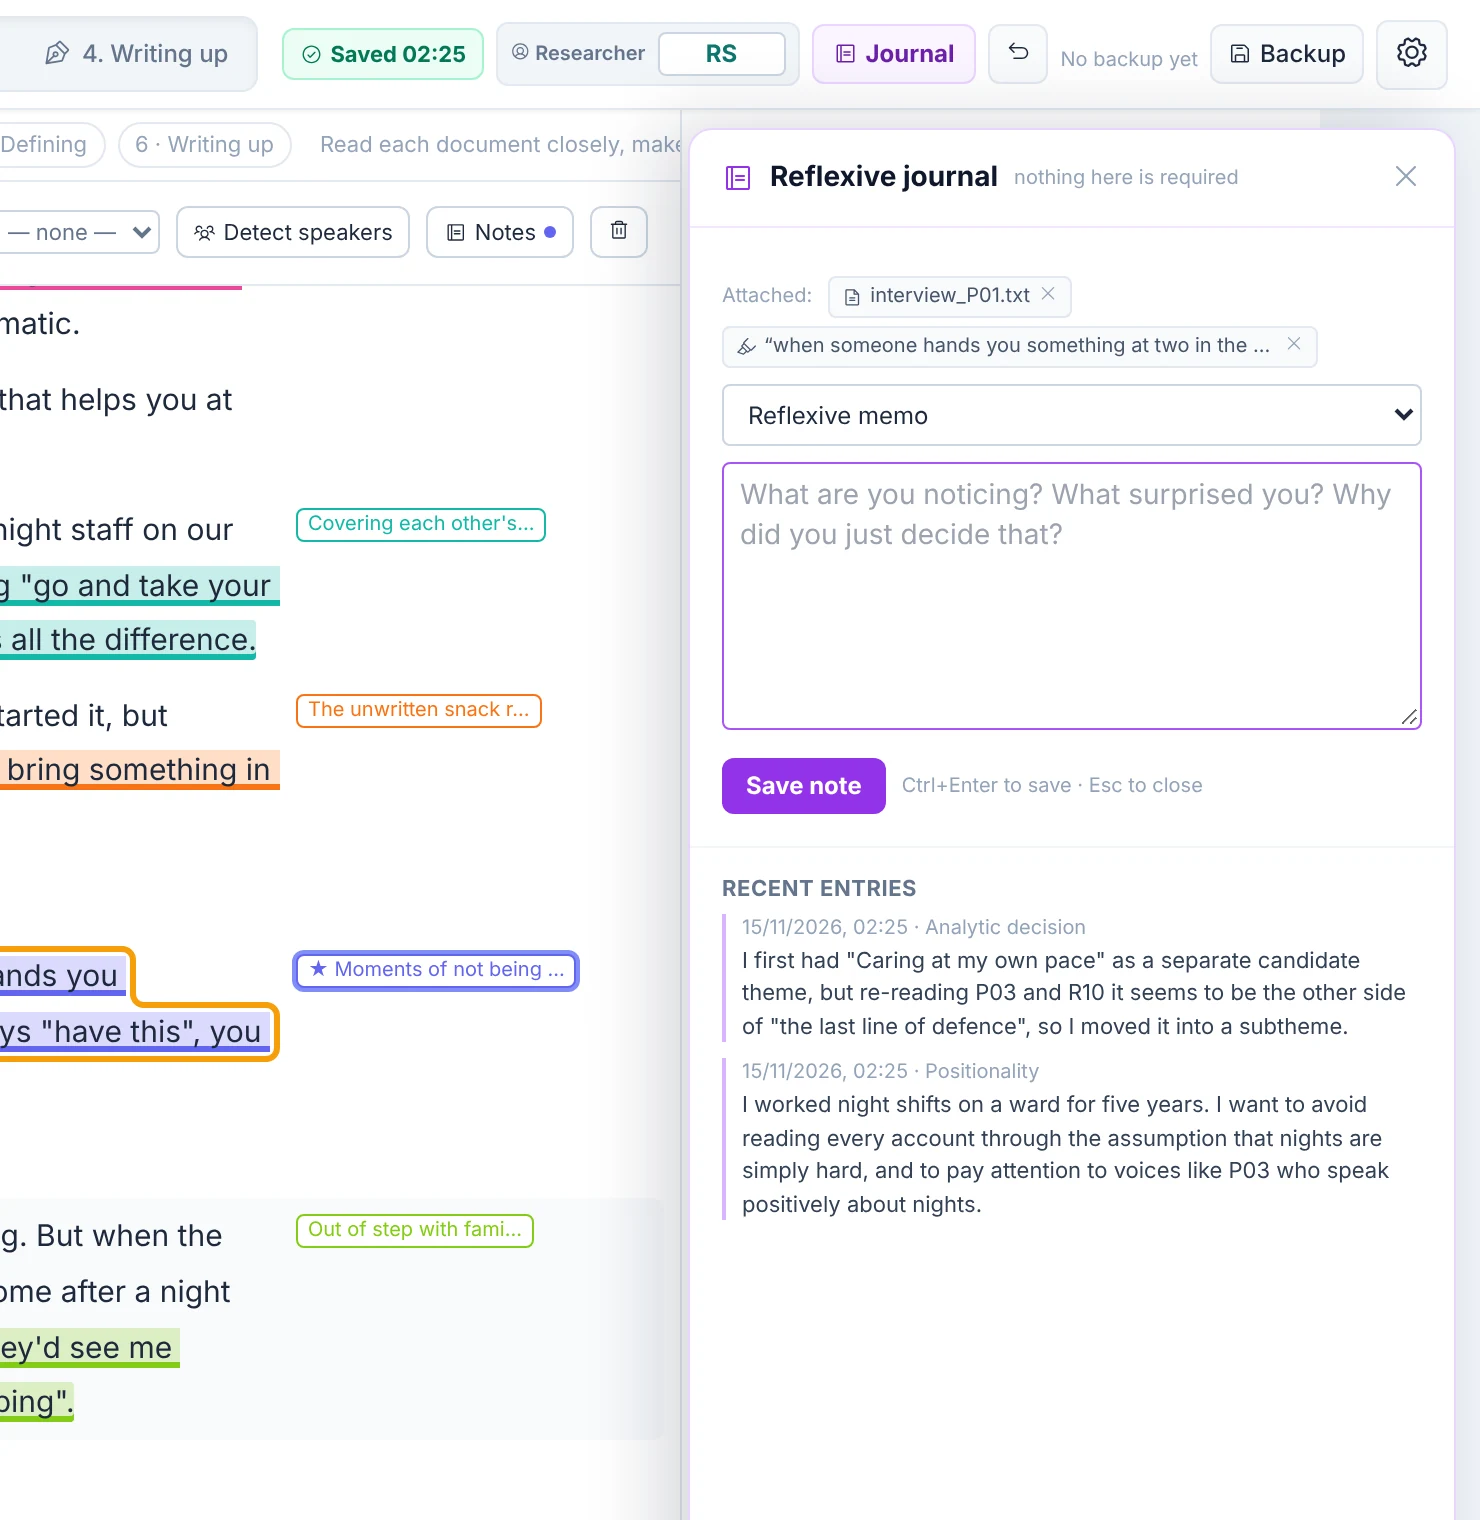 4. Writing up
Saved 02:25
Researcher
RS
Journal
No backup yet
Backup
Defining
6 · Writing up
Read each document closely, make
— none —
Detect speakers
Notes
matic.
that helps you at
night staff on our
Covering each other's...
g "go and take your
s all the difference.
tarted it, but
The unwritten snack r...
bring something in
ands you
★ Moments of not being ...
ys "have this", you
g. But when the
Out of step with fami...
ome after a night
ey'd see me
ping".
Reflexive journal
nothing here is required
Attached:
interview_P01.txt
“when someone hands you something at two in the ...
Reflexive memo
What are you noticing? What surprised you? Why
did you just decide that?
Save note
Ctrl+Enter to save · Esc to close
RECENT ENTRIES
15/11/2026, 02:25 · Analytic decision
I first had "Caring at my own pace" as a separate candidate
theme, but re-reading P03 and R10 it seems to be the other side
of "the last line of defence", so I moved it into a subtheme.
15/11/2026, 02:25 · Positionality
I worked night shifts on a ward for five years. I want to avoid
reading every account through the assumption that nights are
simply hard, and to pay attention to voices like P03 who speak
positively about nights.